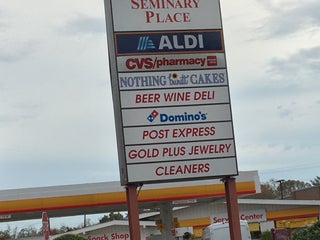 SEMINARY
PLACE
ALDI
CVS/pharmacy
NOTHING bundt CAKES
BEER WINE DELI
Domino's
POST EXPRESS
GOLD PLUS JEWELRY
CLEANERS
Snack Shop
Service Center